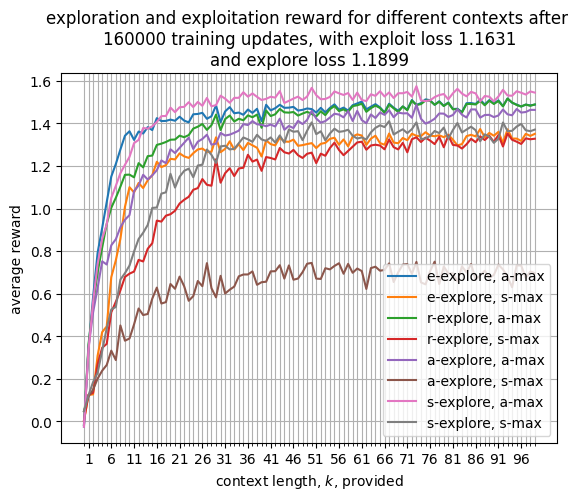 exploration and exploitation reward for different contexts after
160000 training updates, with exploit loss 1.1631
and explore loss 1.1899
1.6
1.4
1.2
1.0
0.8
0.6
0.4
0.2
0.0
average reward
e-explore, a-max
e-explore, s-max
r-explore, a-max
r-explore, s-max
a-explore, a-max
a-explore, s-max
s-explore, a-max
s-explore, s-max
1 6 11 16 21 26 31 36 41 46 51 56 61 66 71 76 81 86 91 96
context length, k, provided